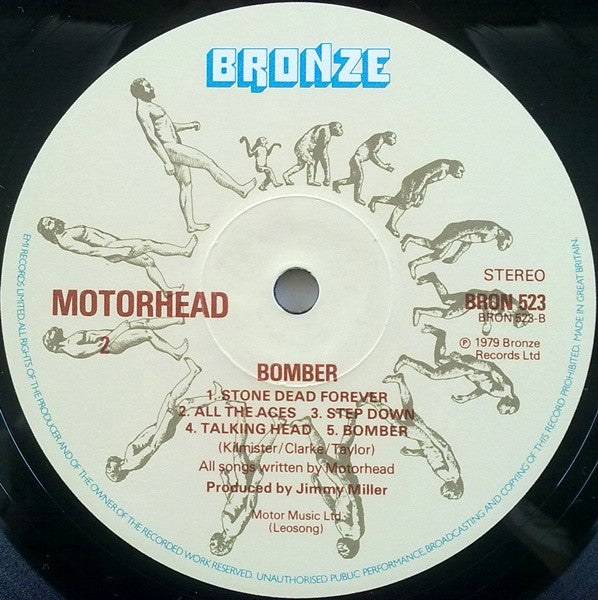 BRONZE
STEREO
MOTORHEAD
BRON 523
BRON 523-B
2
℗ 1979 Bronze
Records Ltd
BOMBER
1. STONE DEAD FOREVER
2. ALL THE ACES 3. STEP DOWN
4. TALKING HEAD 5. BOMBER
(Kilmister/Clarke/Taylor)
All songs written by Motorhead
Produced by Jimmy Miller
Motor Music Ltd.
(Leosong)
EMI RECORDS LIMITED. ALL RIGHTS OF THE PRODUCER AND OF THE OWNER OF THE RECORDED WORK RESERVED. UNAUTHORISED PUBLIC PERFORMANCE, BROADCASTING AND COPYING OF THIS RECORD PROHIBITED. MADE IN GREAT BRITAIN.